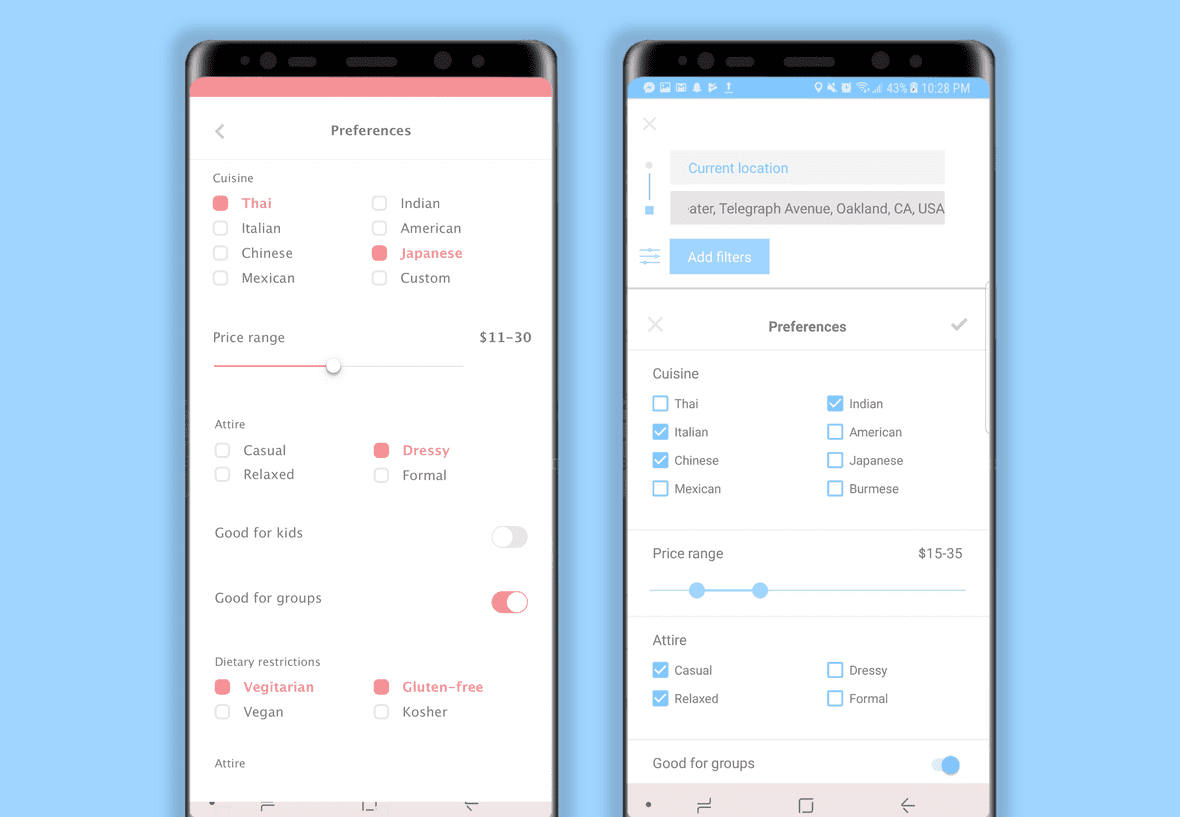 Preferences
Cuisine
Thai
Indian
Italian
American
Chinese
Japanese
Mexican
Custom
Price range
$11-30
Attire
Casual
Dressy
Relaxed
Formal
Good for kids
Good for groups
Dietary restrictions
Vegitarian
Gluten-free
Vegan
Kosher
Attire
43% 10:28 PM
Current location
ater, Telegraph Avenue, Oakland, CA, USA
Add filters
Preferences
Cuisine
Thai
Indian
Italian
American
Chinese
Japanese
Mexican
Burmese
Price range
$15-35
Attire
Casual
Dressy
Relaxed
Formal
Good for groups